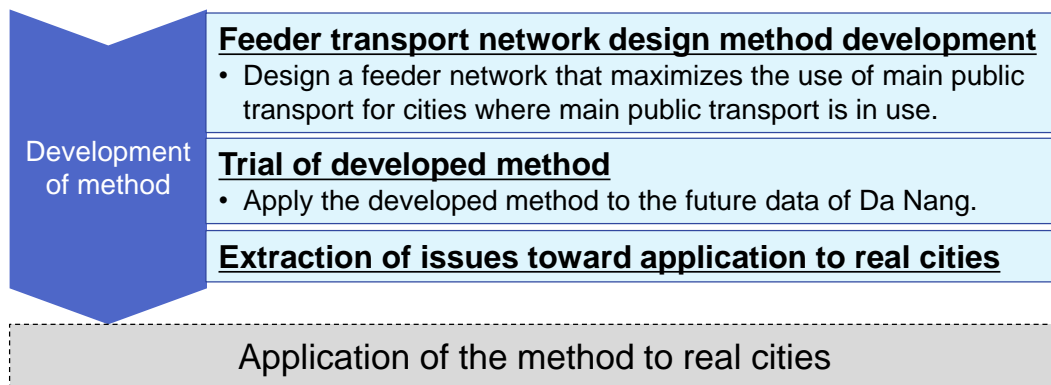 Development
of method
Feeder transport network design method development
• Design a feeder network that maximizes the use of main public
transport for cities where main public transport is in use.
Trial of developed method
• Apply the developed method to the future data of Da Nang.
Extraction of issues toward application to real cities
Application of the method to real cities